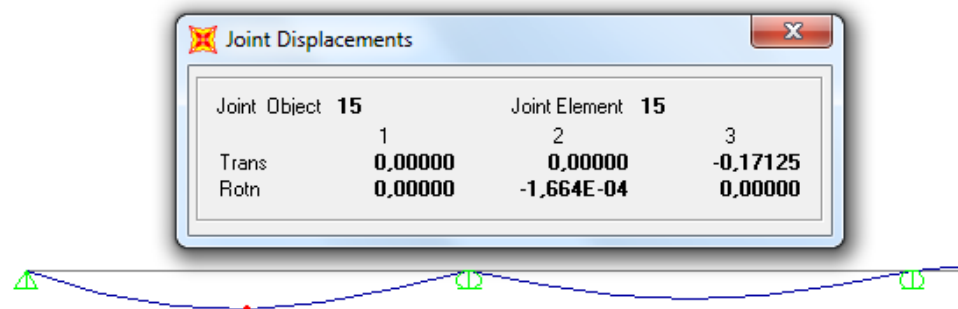 Joint Displacements
Joint Object 15 Joint Element 15
1 2 3
Trans 0,00000 0,00000 -0,17125
Rotn 0,00000 -1,664E-04 0,00000